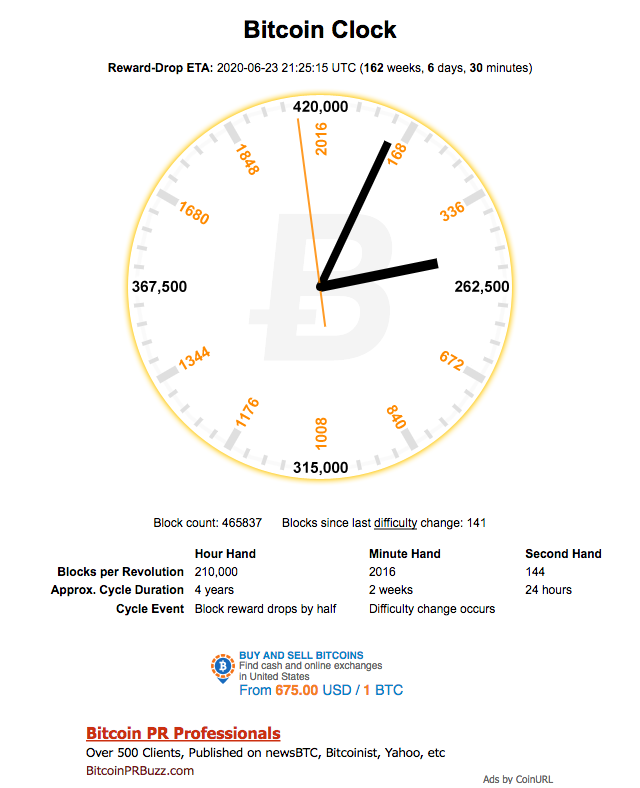 Bitcoin Clock
Reward-Drop ETA: 2020-06-23 21:25:15 UTC (162 weeks, 6 days, 30 minutes)
420,000
2016
168
1848
336
1680
367,500
262,500
1344
672
1176
840
1008
315,000
Block count: 465837 Blocks since last difficulty change: 141
Hour Hand Minute Hand Second Hand
Blocks per Revolution 210,000 2016 144
Approx. Cycle Duration 4 years 2 weeks 24 hours
Cycle Event Block reward drops by half Difficulty change occurs
BUY AND SELL BITCOINS
Find cash and online exchanges
in United States
From 675.00 USD / 1 BTC
Bitcoin PR Professionals
Over 500 Clients, Published on newsBTC, Bitcoinist, Yahoo, etc
BitcoinPRBuzz.com
Ads by CoinURL